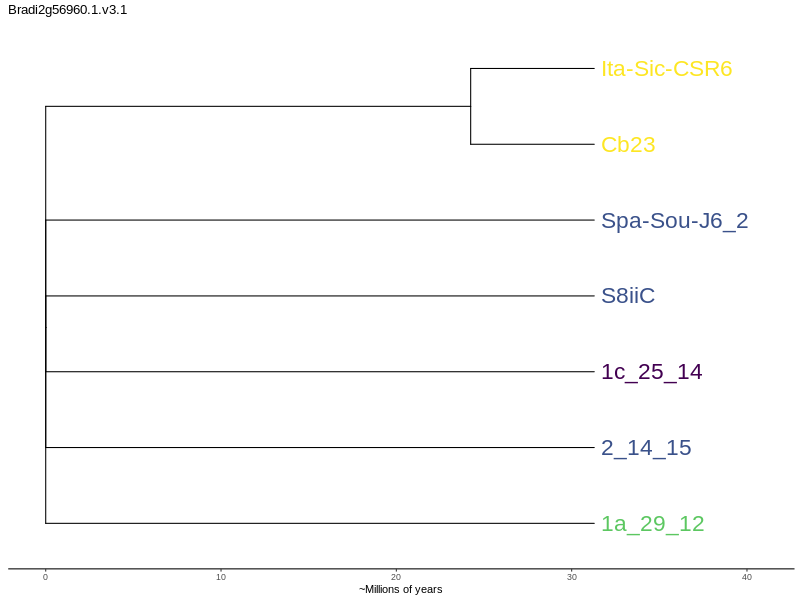 Bradi2g56960.1.v3.1
Ita-Sic-CSR6
Cb23
Spa-Sou-J6_2
S8iiC
1c_25_14
2_14_15
1a_29_12
0 10 20 30 40
~Millions of years